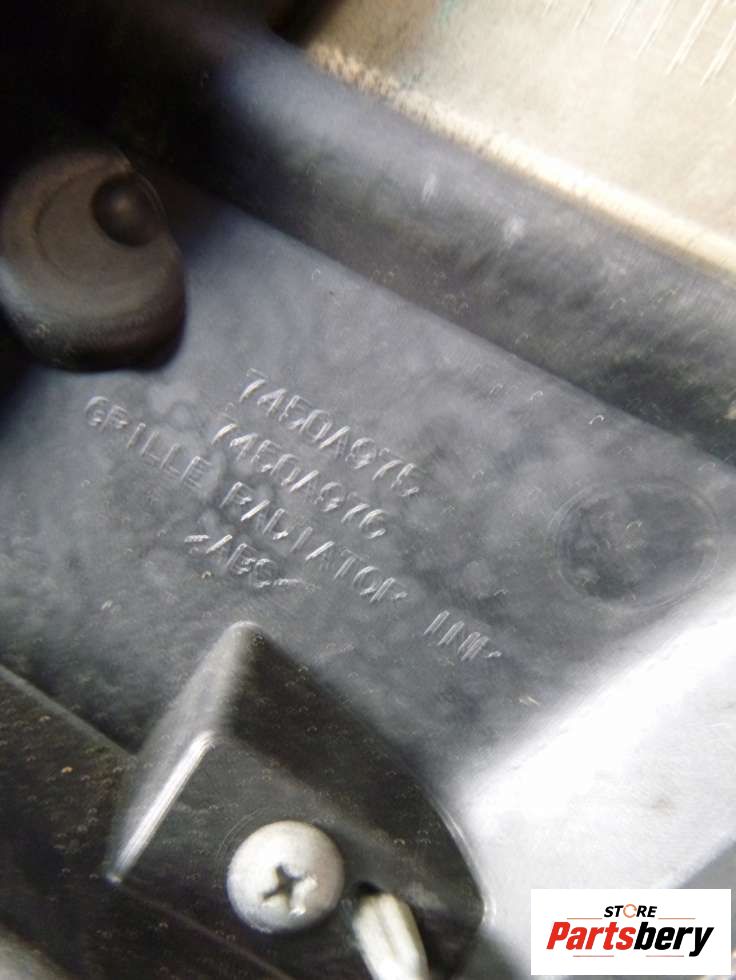 7450A975
7450A976
GRILLE RADIATOR
>ABS<
STORE
Partsbery